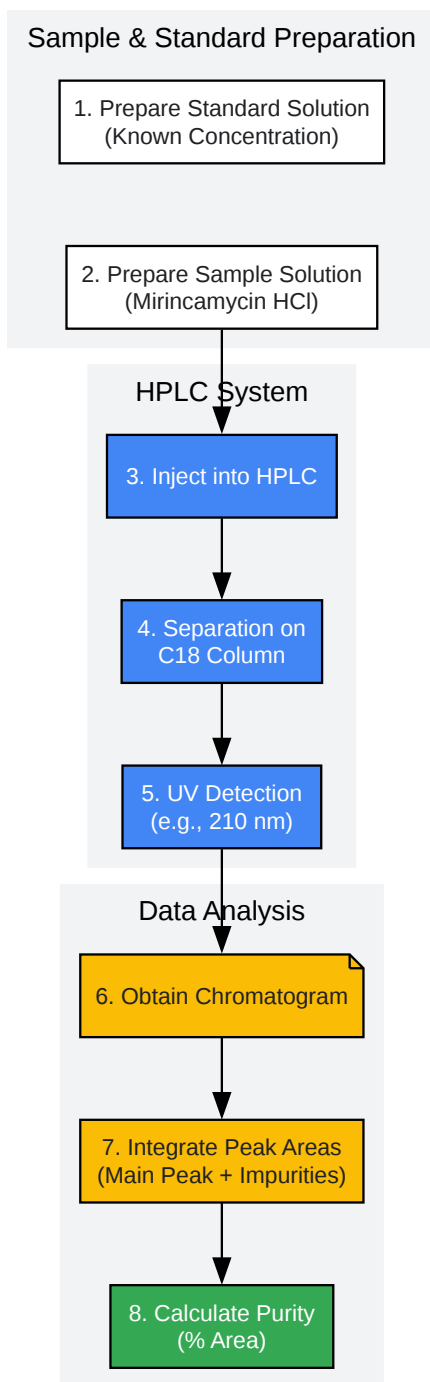 Sample & Standard Preparation
1. Prepare Standard Solution
(Known Concentration)
2. Prepare Sample Solution
(Mirincamycin HCl)
HPLC System
3. Inject into HPLC
4. Separation on
C18 Column
5. UV Detection
(e.g., 210 nm)
Data Analysis
6. Obtain Chromatogram
7. Integrate Peak Areas
(Main Peak + Impurities)
8. Calculate Purity
(% Area)